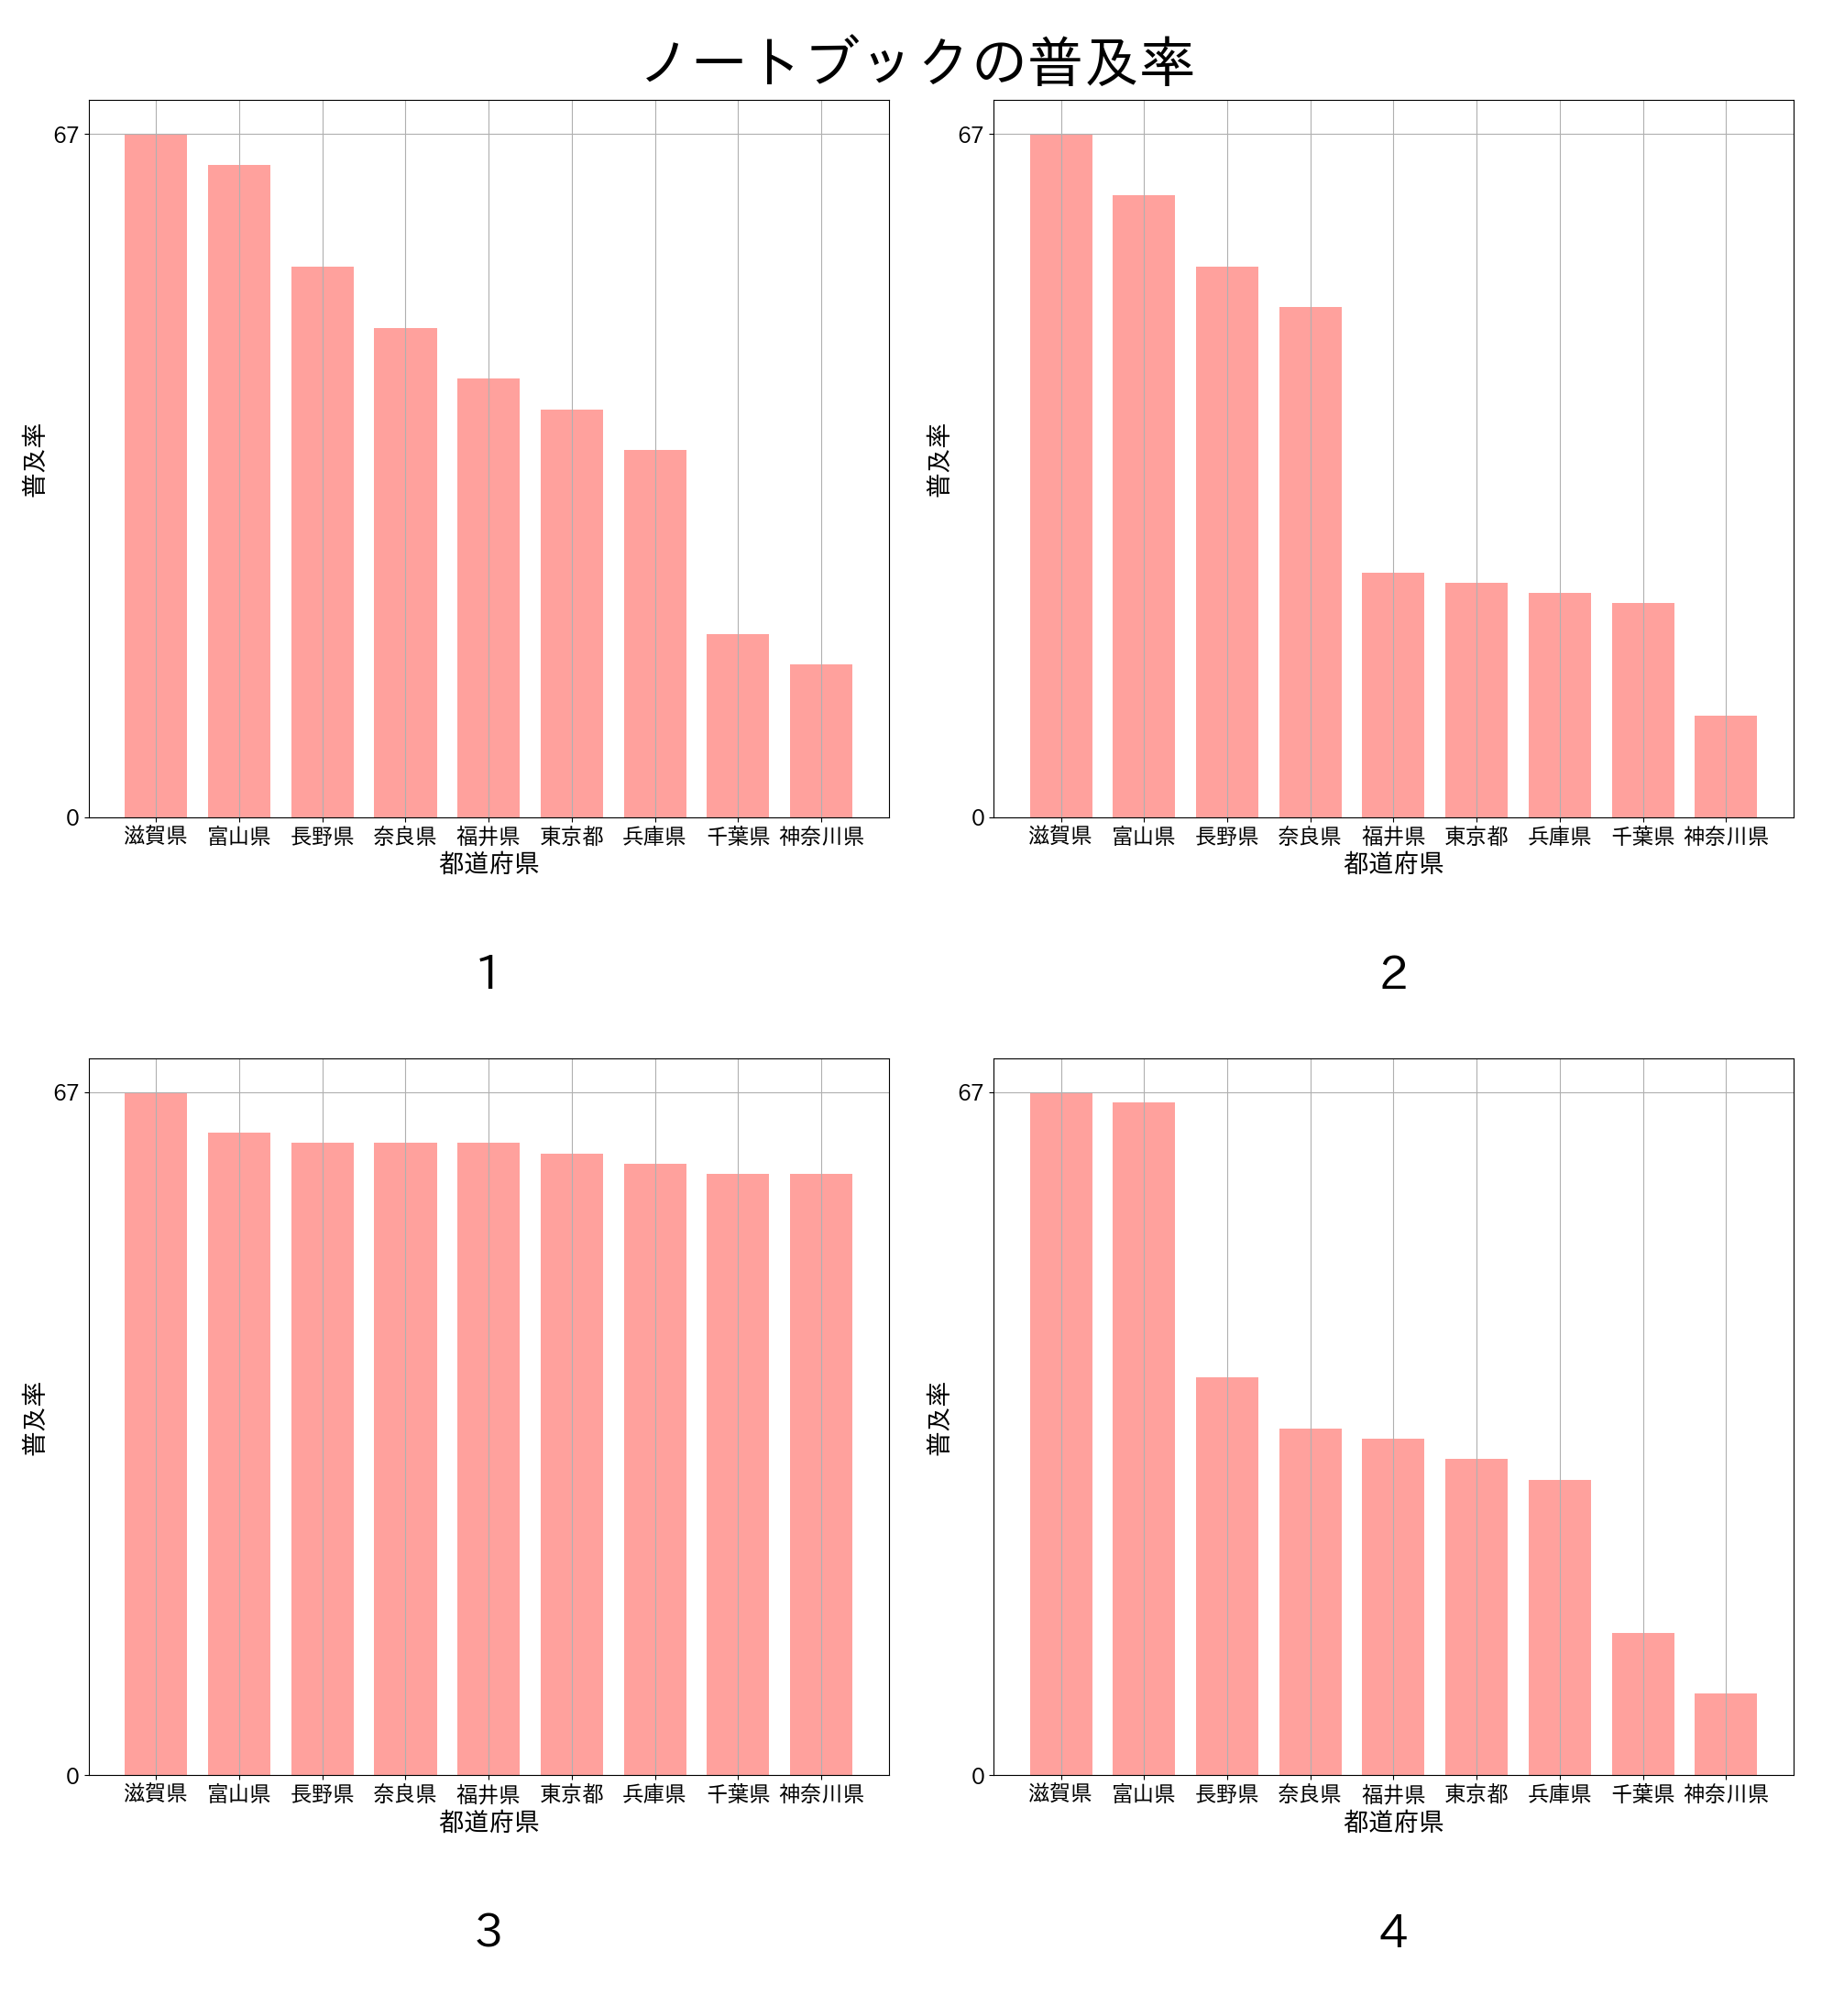 ノートブックの普及率
67
0
普及率
滋賀県 富山県 長野県 奈良県 福井県 東京都 兵庫県 千葉県 神奈川県
都道府県
1
67
0
普及率
滋賀県 富山県 長野県 奈良県 福井県 東京都 兵庫県 千葉県 神奈川県
都道府県
2
67
0
普及率
滋賀県 富山県 長野県 奈良県 福井県 東京都 兵庫県 千葉県 神奈川県
都道府県
3
67
0
普及率
滋賀県 富山県 長野県 奈良県 福井県 東京都 兵庫県 千葉県 神奈川県
都道府県
4